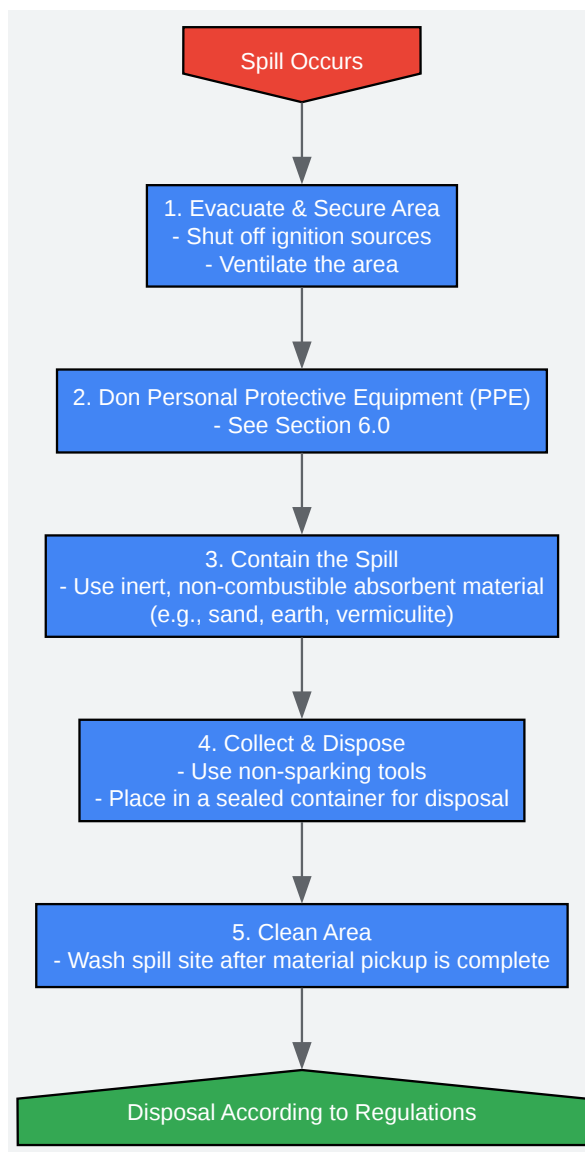 Spill Occurs
1. Evacuate & Secure Area
- Shut off ignition sources
- Ventilate the area
2. Don Personal Protective Equipment (PPE)
- See Section 6.0
3. Contain the Spill
- Use inert, non-combustible absorbent material
(e.g., sand, earth, vermiculite)
4. Collect & Dispose
- Use non-sparking tools
- Place in a sealed container for disposal
5. Clean Area
- Wash spill site after material pickup is complete
Disposal According to Regulations